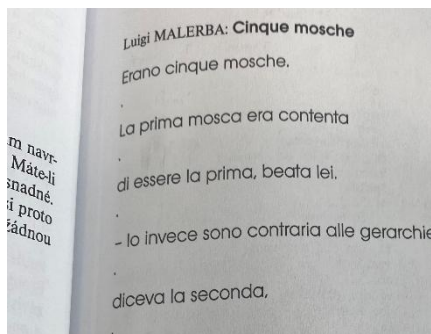 m navr-
Máte-li
snadné.
si proto
žádnou
Luigi MALERBA: Cinque mosche
Erano cinque mosche.
.
La prima mosca era contenta
.
di essere la prima, beata lei.
.
– Io invece sono contraria alle gerarchie
.
diceva la seconda,
.